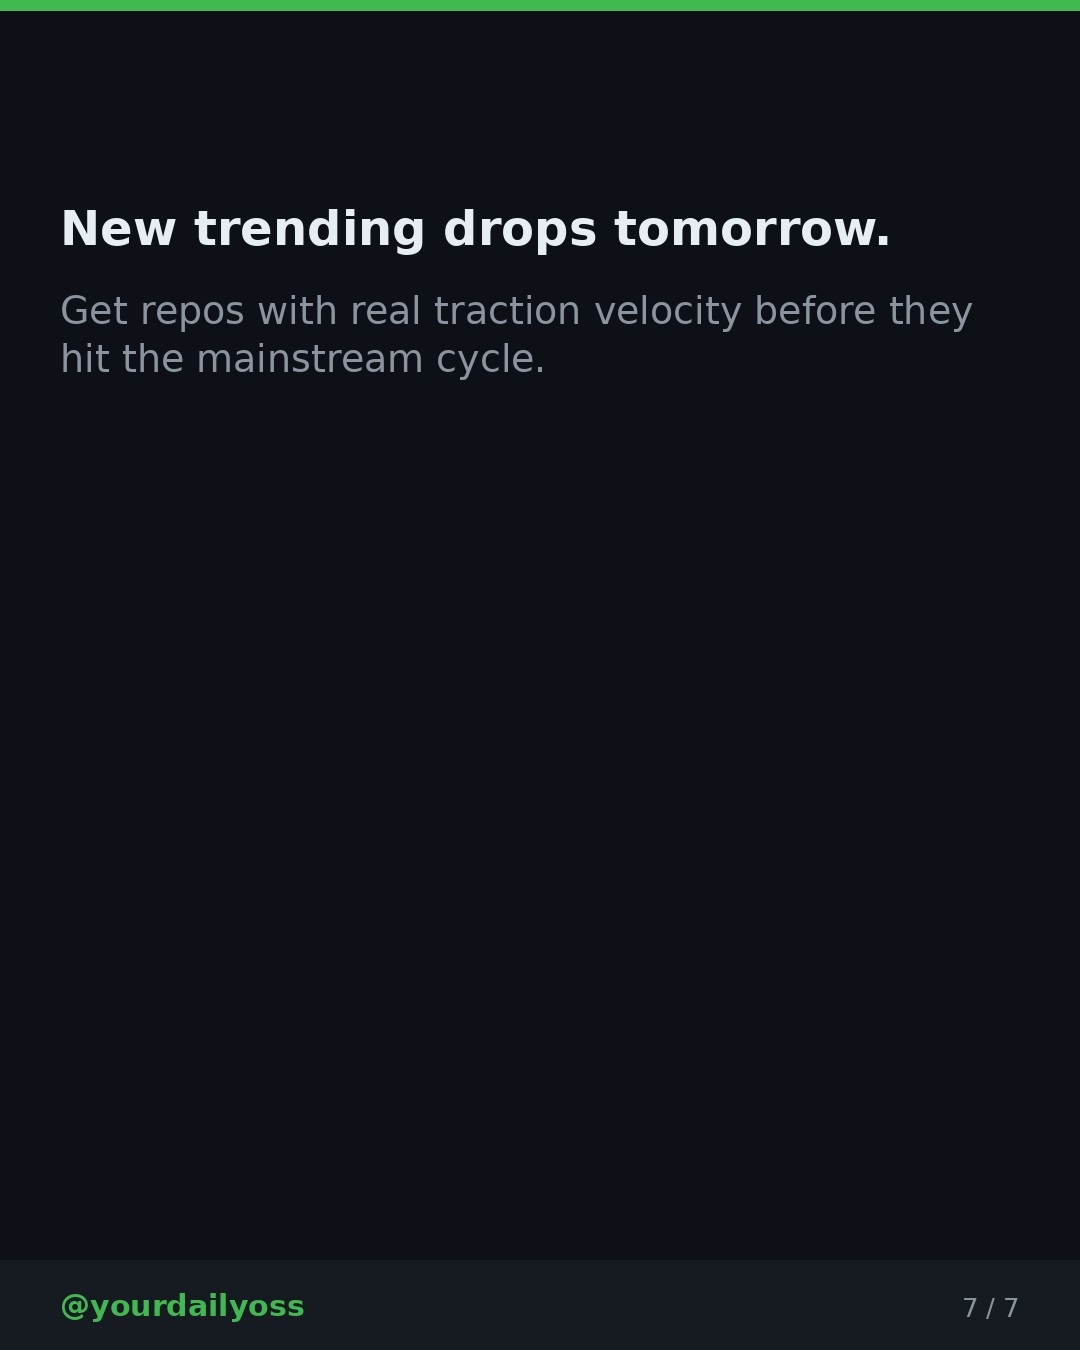 New trending drops tomorrow.
Get repos with real traction velocity before they
hit the mainstream cycle.
@yourdailyoss
7 / 7